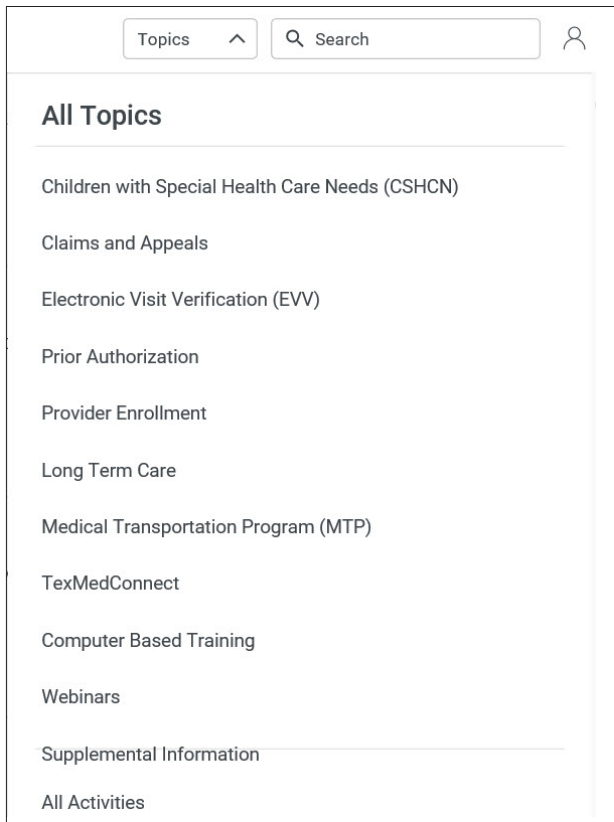 Topics
Search
All Topics
Children with Special Health Care Needs (CSHCN)
Claims and Appeals
Electronic Visit Verification (EVV)
Prior Authorization
Provider Enrollment
Long Term Care
Medical Transportation Program (MTP)
TexMedConnect
Computer Based Training
Webinars
Supplemental Information
All Activities